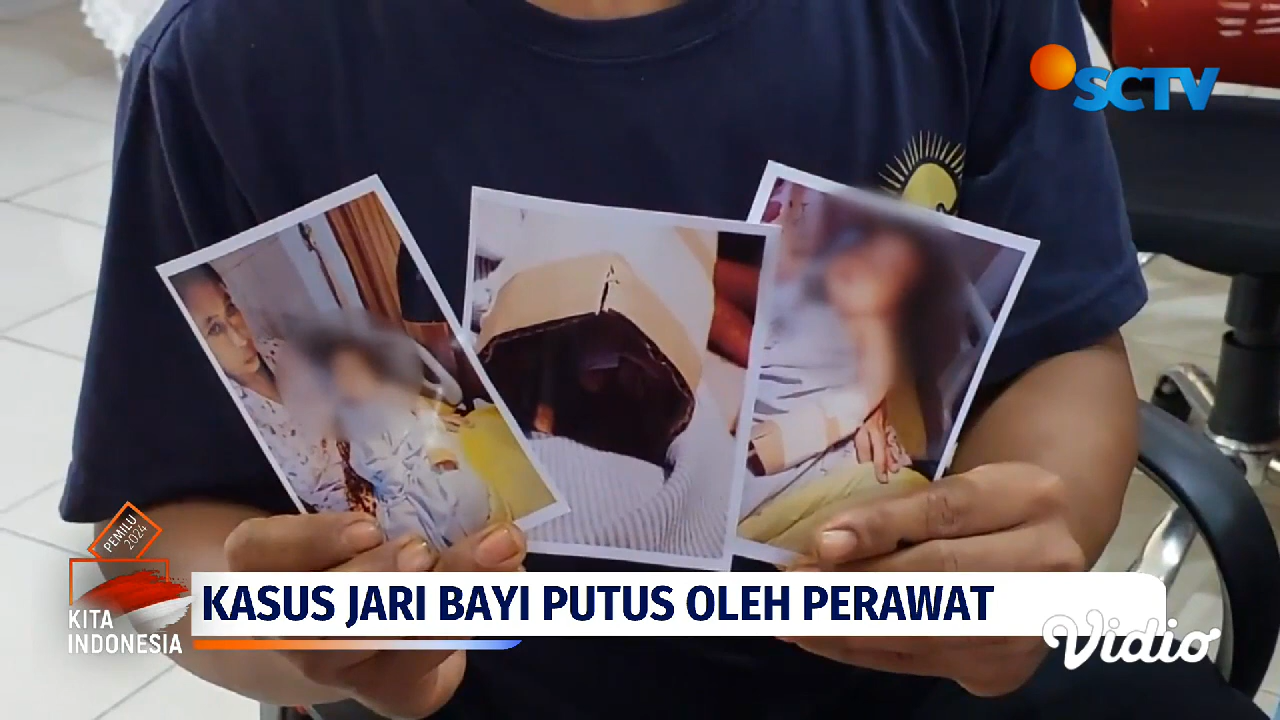 SCTV
PEMILU
2024
KITA
INDONESIA
KASUS JARI BAYI PUTUS OLEH PERAWAT
Vidio